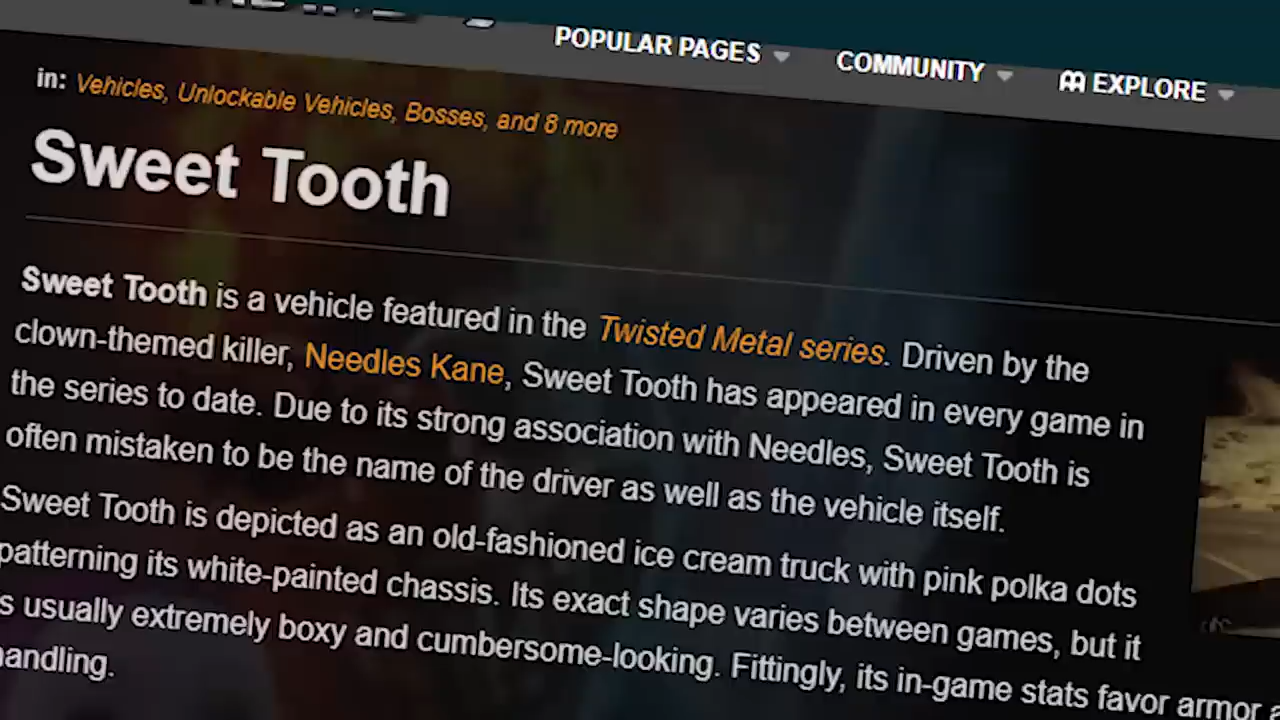 POPULAR PAGES
COMMUNITY
EXPLORE
in: Vehicles, Unlockable Vehicles, Bosses, and 8 more
Sweet Tooth
Sweet Tooth is a vehicle featured in the Twisted Metal series. Driven by the
clown-themed killer, Needles Kane, Sweet Tooth has appeared in every game in
the series to date. Due to its strong association with Needles, Sweet Tooth is
often mistaken to be the name of the driver as well as the vehicle itself.
Sweet Tooth is depicted as an old-fashioned ice cream truck with pink polka dots
patterning its white-painted chassis. Its exact shape varies between games, but it
s usually extremely boxy and cumbersome-looking. Fittingly, its in-game stats favor armor
handling.